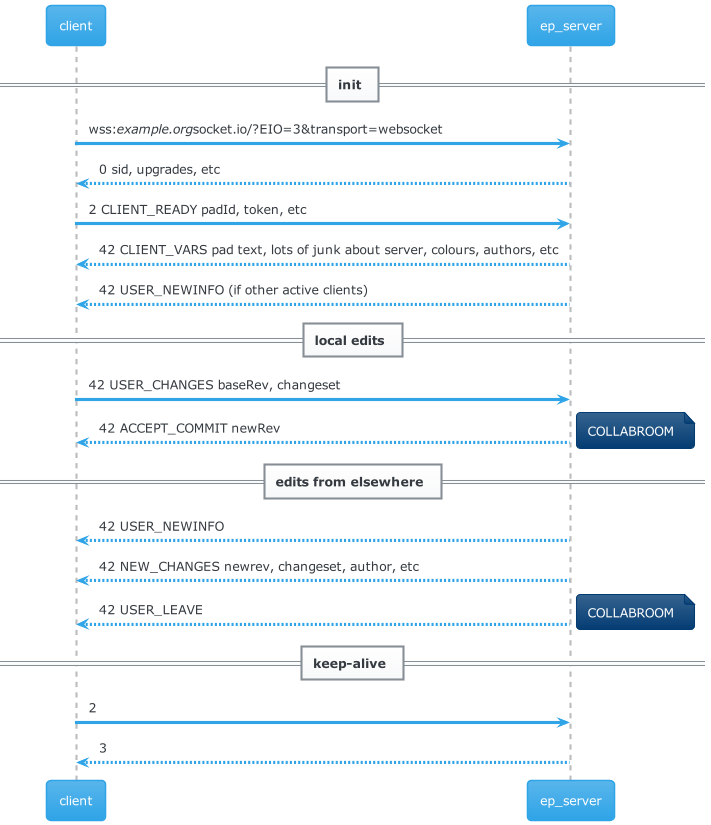 client ep_server
init
wss:example.orgsocket.io/?EIO=3&transport=websocket
0 sid, upgrades, etc
2 CLIENT_READY padId, token, etc
42 CLIENT_VARS pad text, lots of junk about server, colours, authors, etc
42 USER_NEWINFO (if other active clients)
local edits
42 USER_CHANGES baseRev, changeset
42 ACCEPT_COMMIT newRev
COLLABROOM
edits from elsewhere
42 USER_NEWINFO
42 NEW_CHANGES newrev, changeset, author, etc
42 USER_LEAVE
COLLABROOM
keep-alive
2
3
client ep_server